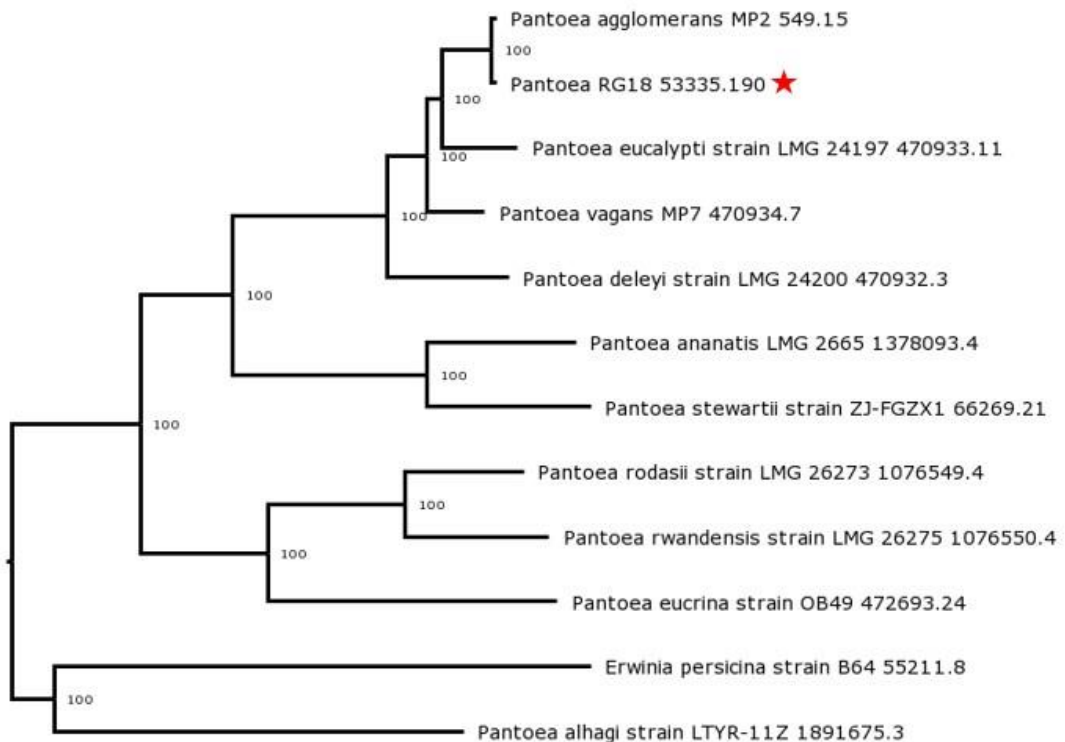 Pantoea agglomerans MP2 549.15
100
Pantoea RG18 53335.190
100
Pantoea eucalypti strain LMG 24197 470933.11
100
Pantoea vagans MP7 470934.7
100
Pantoea deleyi strain LMG 24200 470932.3
100
Pantoea ananatis LMG 2665 1378093.4
100
Pantoea stewartii strain ZJ-FGZX1 66269.21
100
Pantoea rodasii strain LMG 26273 1076549.4
100
Pantoea rwandensis strain LMG 26275 1076550.4
100
Pantoea eucrina strain OB49 472693.24
Erwinia persicina strain B64 55211.8
100
Pantoea alhagi strain LTYR-11Z 1891675.3